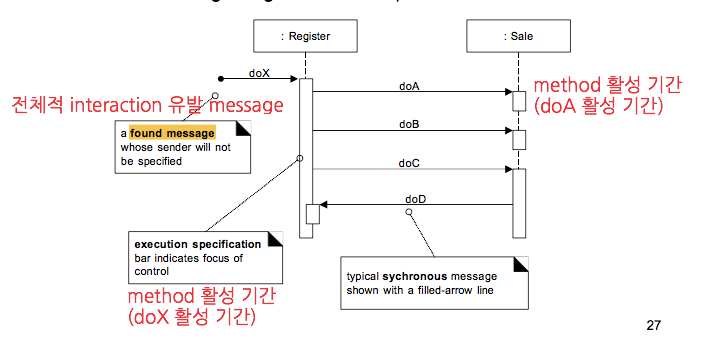 : Register
: Sale
doX
doA
method 활성 기간
(doA 활성 기간)
전체적 interaction 유발 message
a found message
whose sender will not
be specified
doB
doC
doD
execution specification
bar indicates focus of
control
typical sychronous message
shown with a filled-arrow line
method 활성 기간
(doX 활성 기간)
27